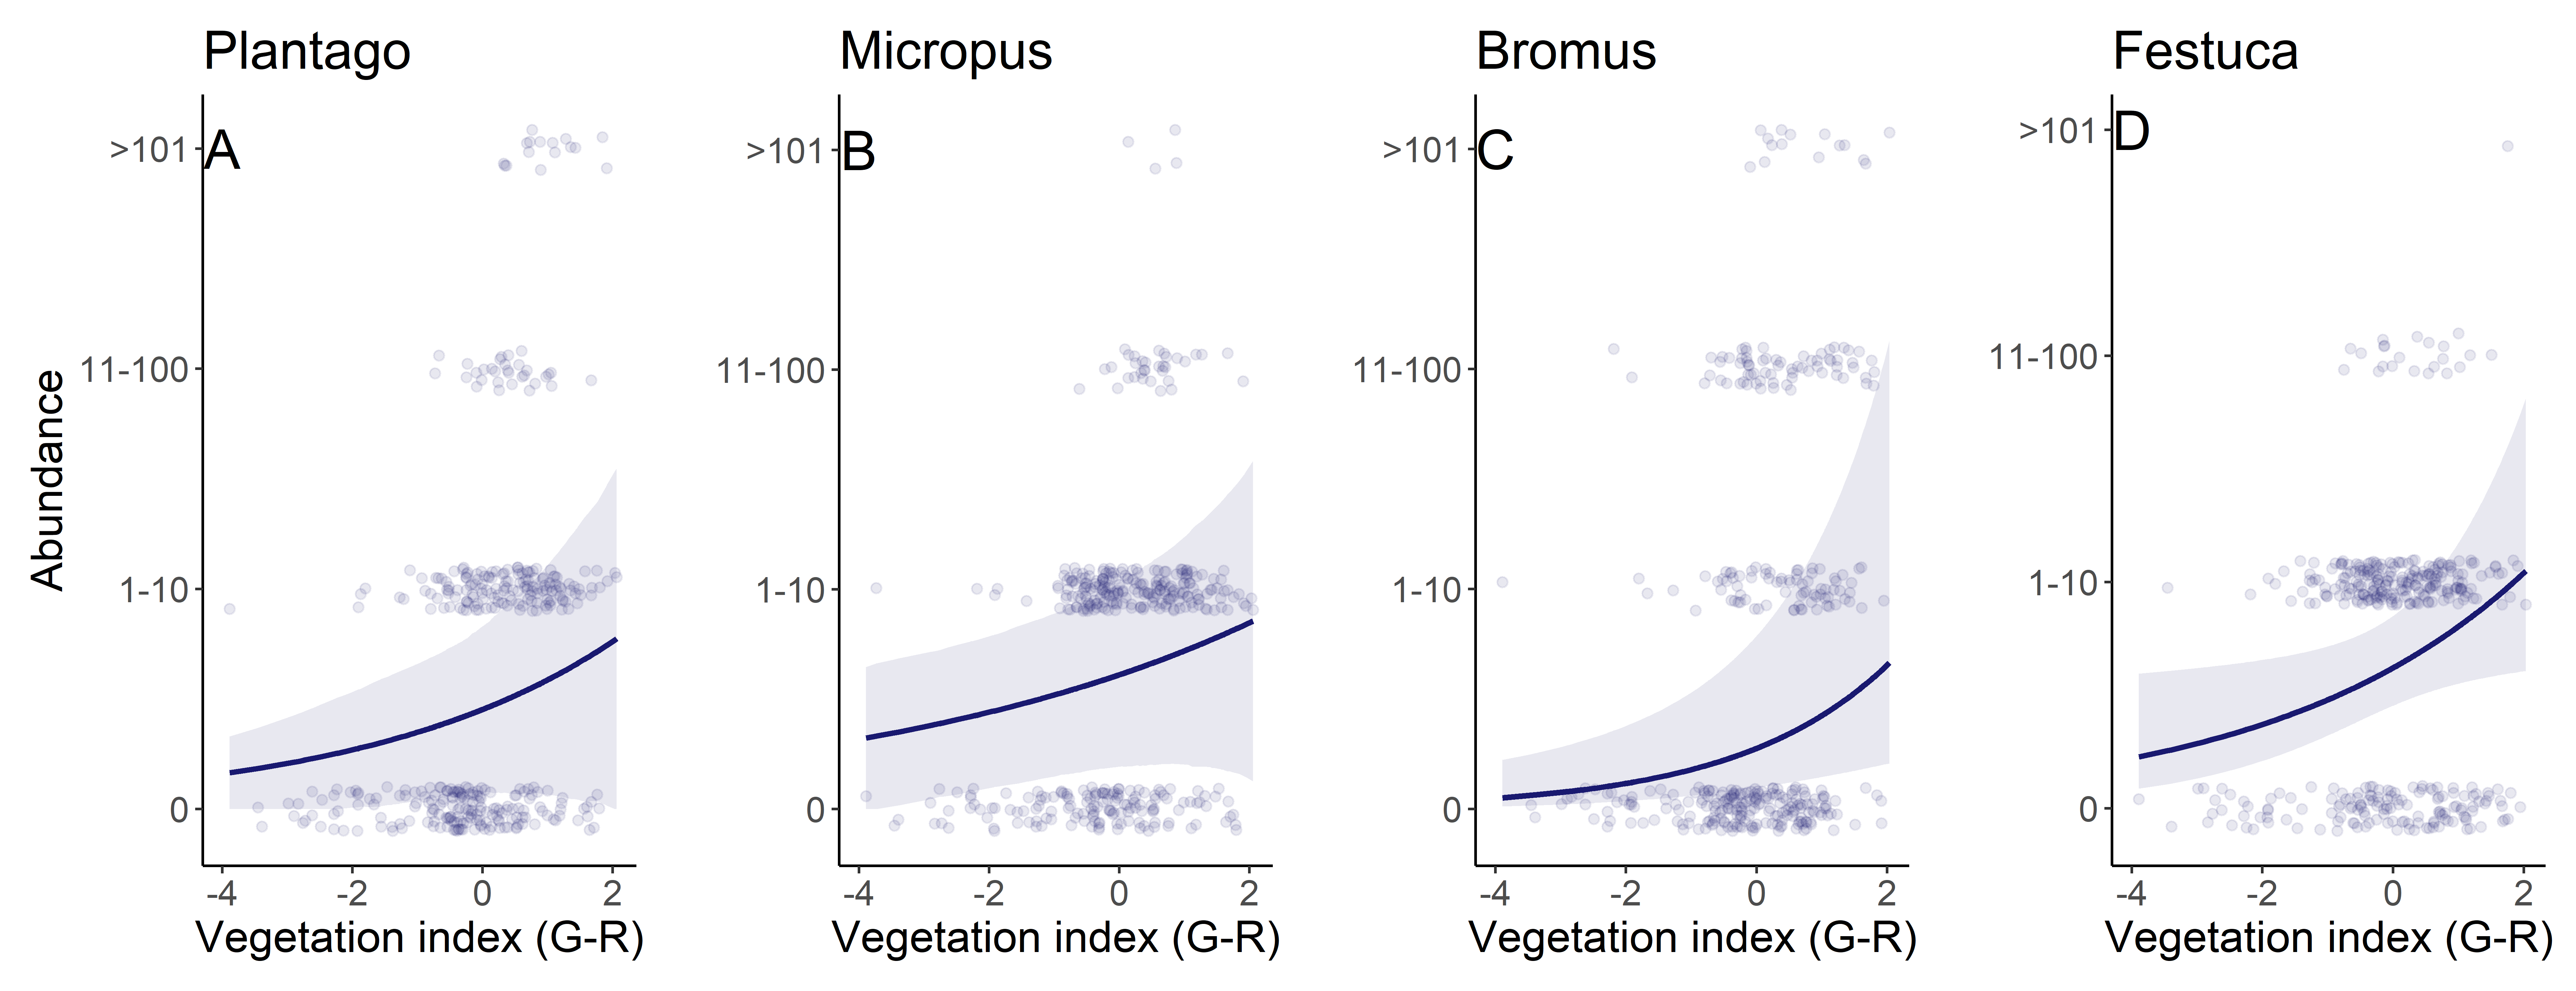 Plantago
Micropus
Bromus
Festuca
Abundance
>101
11-100
1-10
0
A
-4 -2 0 2
Vegetation index (G-R)
>101
11-100
1-10
0
B
-4 -2 0 2
Vegetation index (G-R)
>101
11-100
1-10
0
C
-4 -2 0 2
Vegetation index (G-R)
>101
11-100
1-10
0
D
-4 -2 0 2
Vegetation index (G-R)